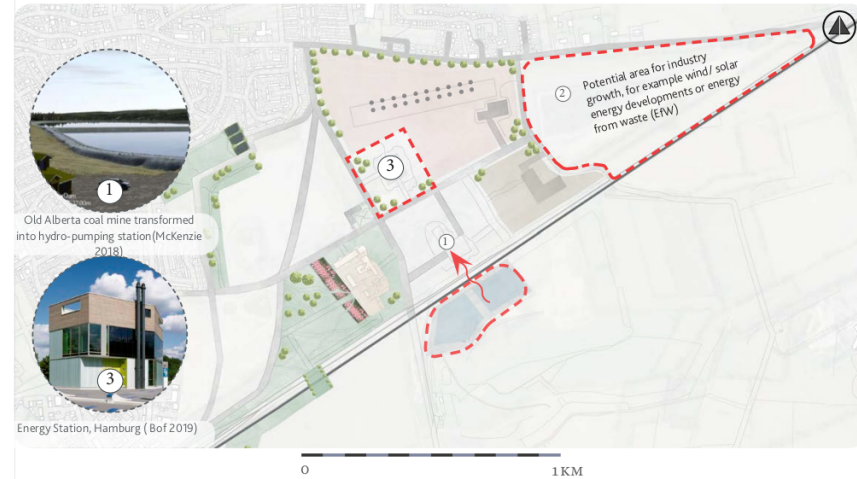 2
Potential area for industry
growth, for example wind/ solar
energy developments or energy
from waste (EfW)
3
1
1
Old Alberta coal mine transformed
into hydro-pumping station(McKenzie
2018)
3
Energy Station, Hamburg ( Bof 2019)
0
1KM